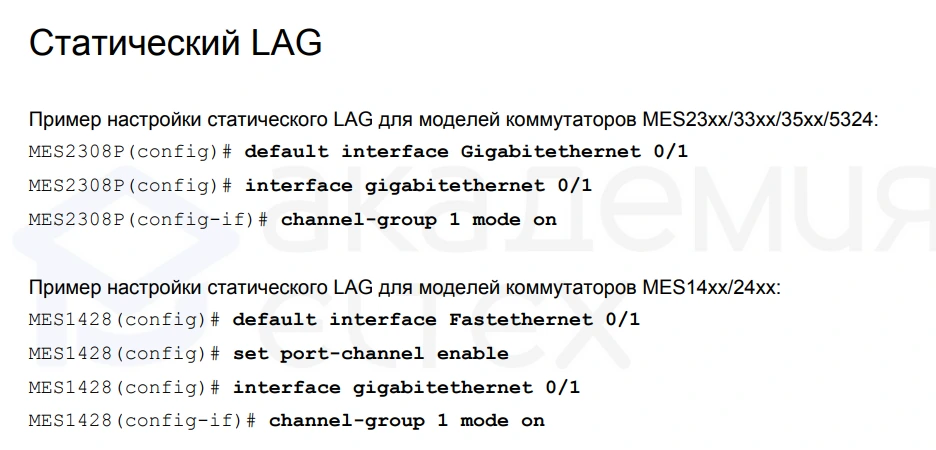 Статический LAG
Пример настройки статического LAG для моделей коммутаторов MES23xx/33xx/35xx/5324:
MES2308P(config)# default interface Gigabitethernet 0/1
MES2308P(config)# interface gigabitethernet 0/1
MES2308P(config-if)# channel-group 1 mode on
Пример настройки статического LAG для моделей коммутаторов MES14xx/24xx:
MES1428(config)# default interface Fastethernet 0/1
MES1428(config)# set port-channel enable
MES1428(config)# interface gigabitethernet 0/1
MES1428(config-if)# channel-group 1 mode on
академия
eltex